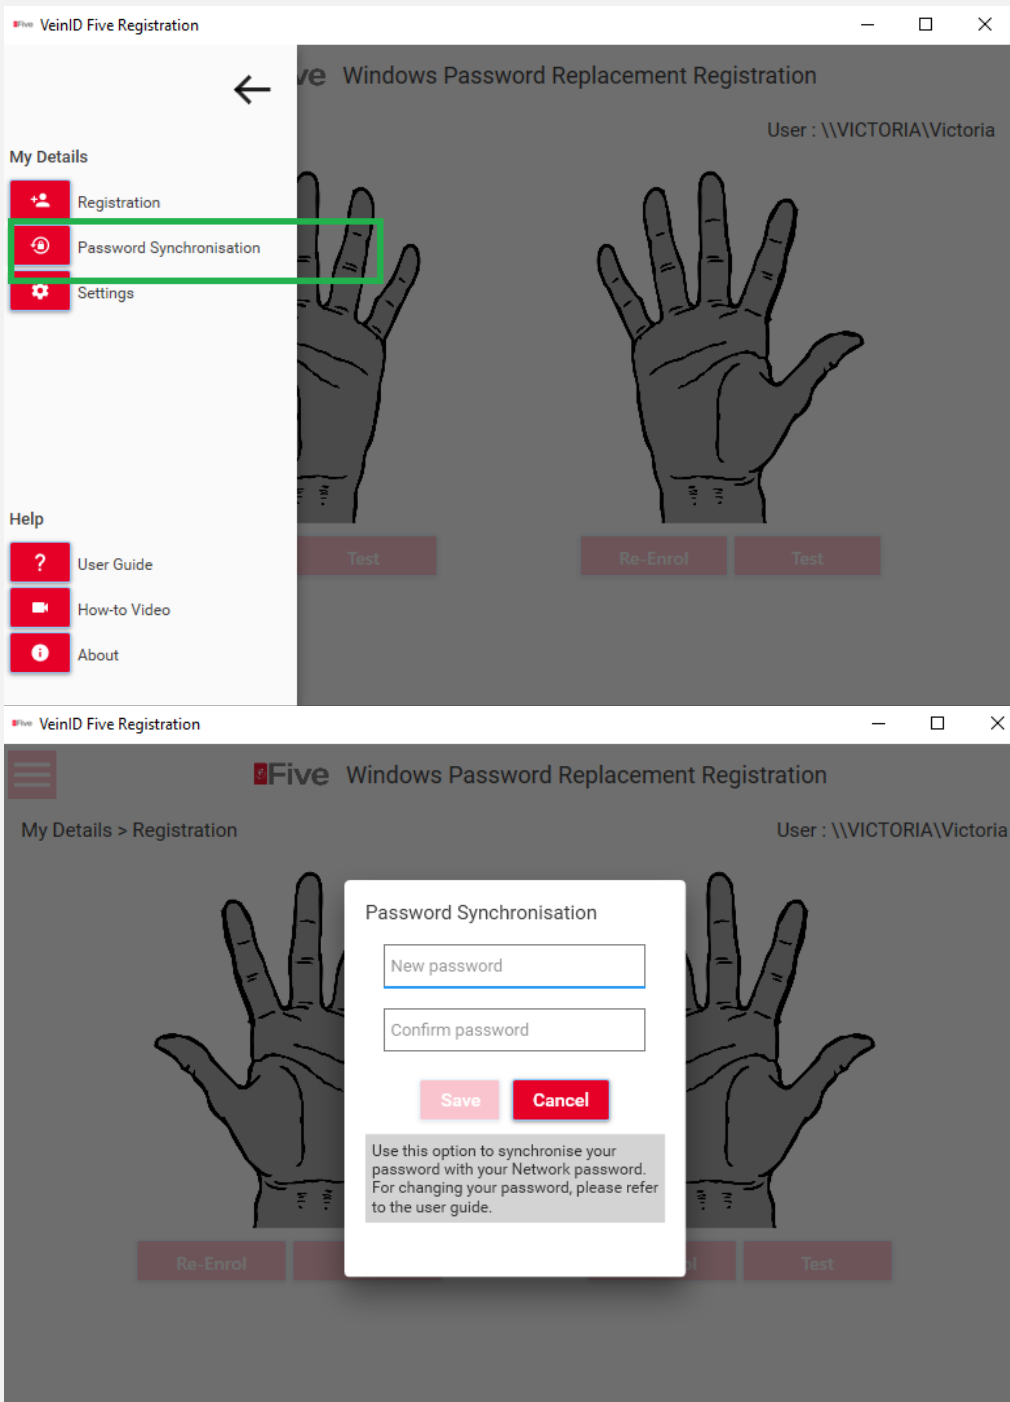 Five VeinID Five Registration
ve Windows Password Replacement Registration
User : \\VICTORIA\Victoria
My Details
Registration
Password Synchronisation
Settings
Test
Re-Enrol
Test
Help
? User Guide
How-to Video
About
Five VeinID Five Registration
Five Windows Password Replacement Registration
My Details > Registration
User : \\VICTORIA\Victoria
Password Synchronisation
New password
Confirm password
Save
Cancel
Use this option to synchronise your
password with your Network password.
For changing your password, please refer
to the user guide.
Re-Enrol
ol
Test